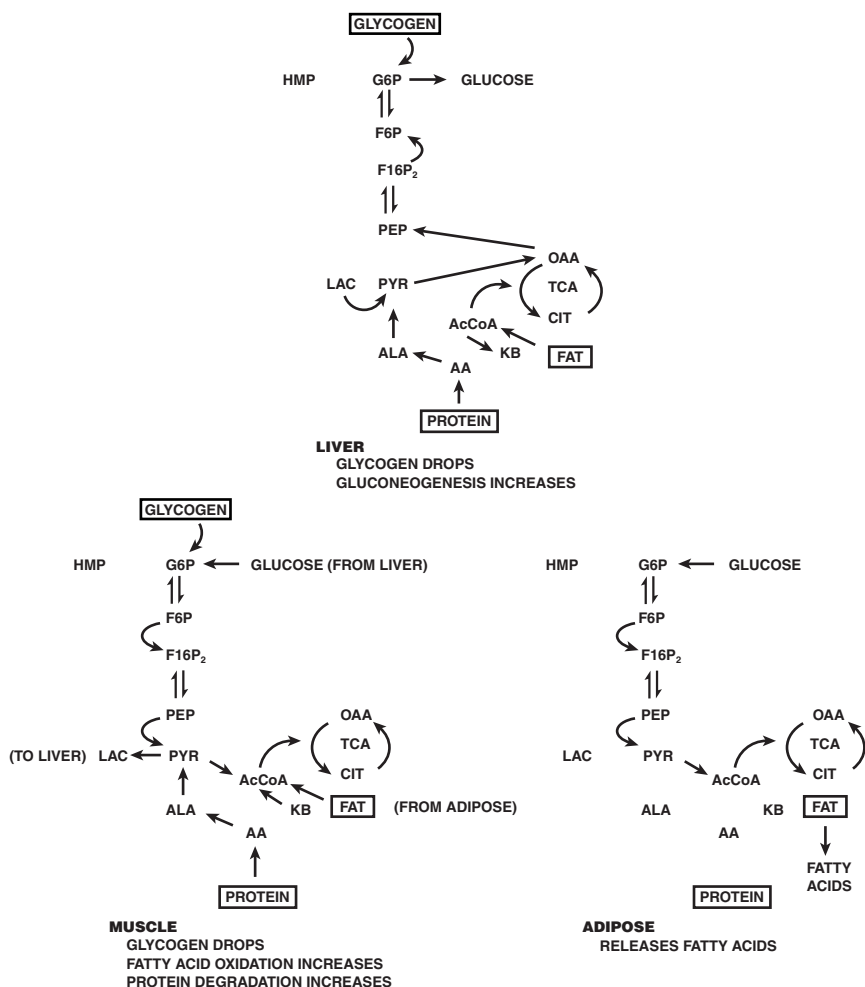 GLYCOGEN
HMP G6P GLUCOSE
F6P
F16P₂
PEP
OAA
LAC PYR TCA
CIT
AcCoA
ALA KB FAT
AA
PROTEIN
LIVER
GLYCOGEN DROPS
GLUCONEOGENESIS INCREASES
GLYCOGEN
HMP G6P GLUCOSE (FROM LIVER)
F6P
F16P₂
PEP OAA
TCA
(TO LIVER) LAC PYR
AcCoA CIT
ALA KB FAT (FROM ADIPOSE)
AA
PROTEIN
MUSCLE
GLYCOGEN DROPS
FATTY ACID OXIDATION INCREASES
PROTEIN DEGRADATION INCREASES
HMP G6P GLUCOSE
F6P
F16P₂
PEP OAA
TCA
LAC PYR
AcCoA CIT
ALA KB FAT
AA
FATTY
ACIDS
PROTEIN
ADIPOSE
RELEASES FATTY ACIDS